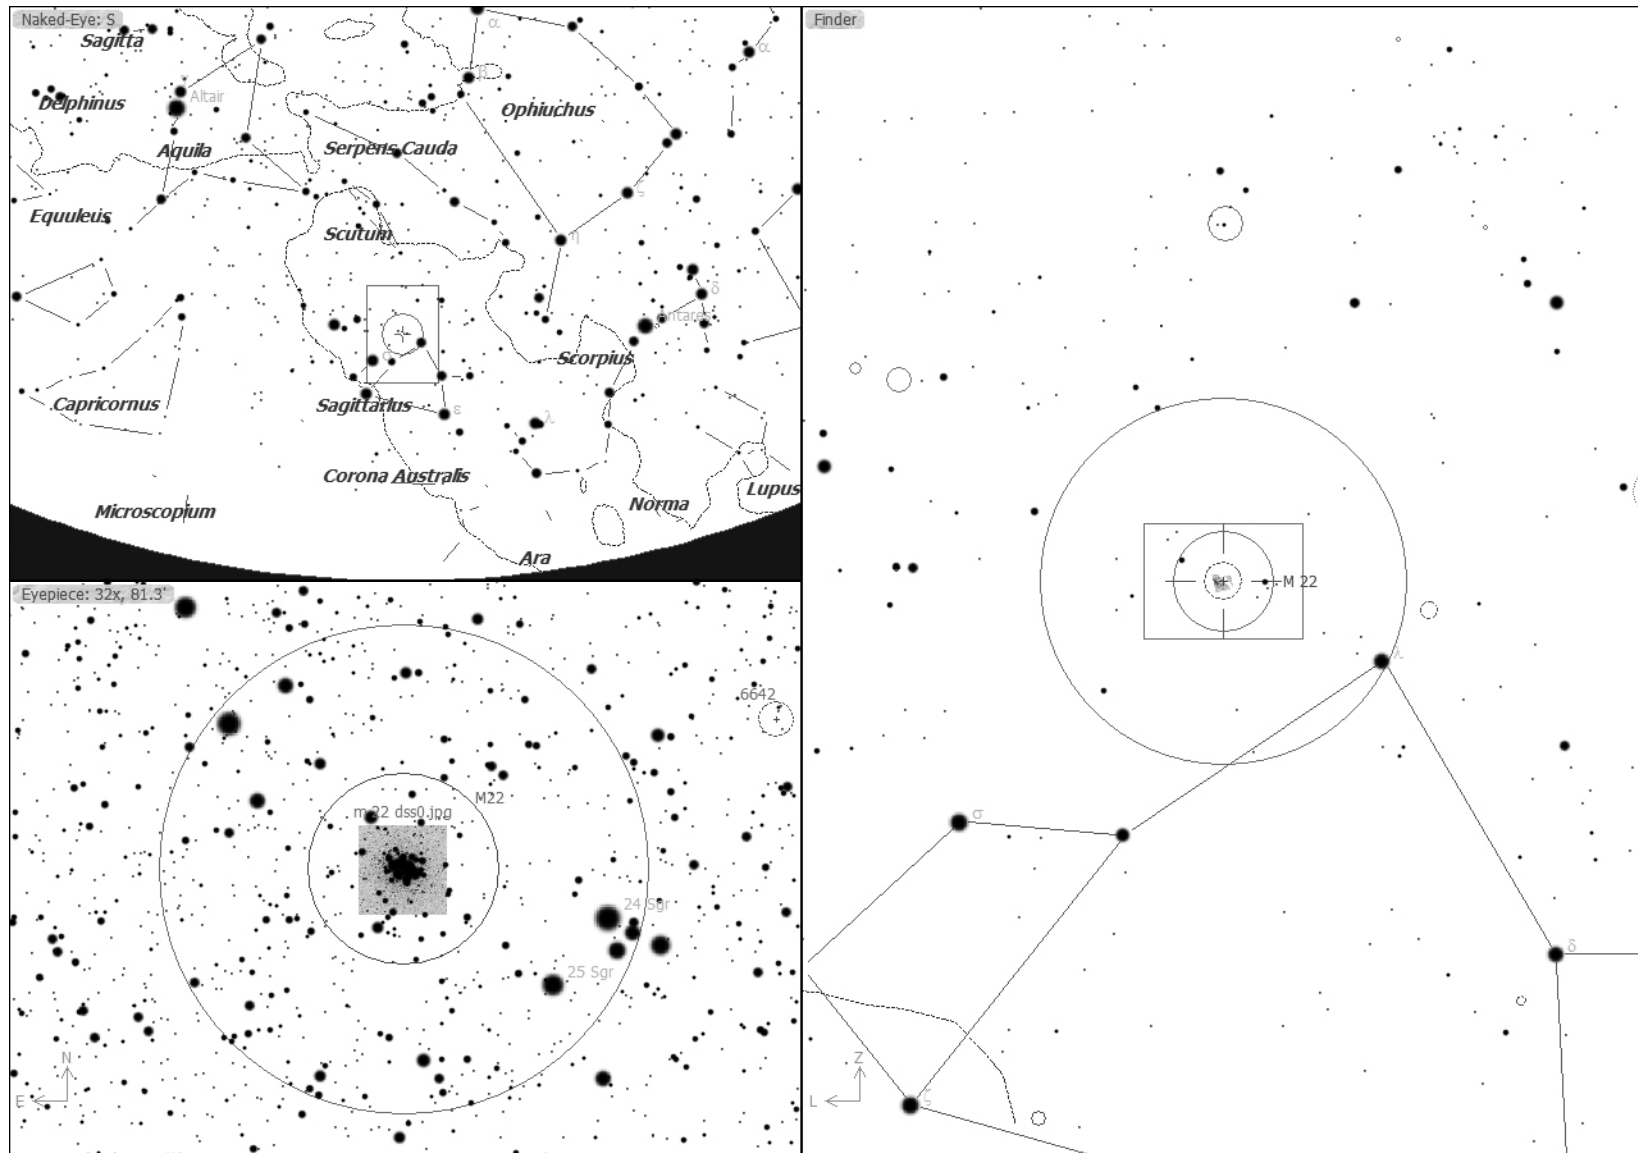 Naked-Eye: S
Sagitta
α
α
β
γ
Altair
Delphinus
Ophiuchus
Aquila
Serpens Cauda
ζ
Equuleus
Scutum
η
δ
Antares
Scorpius
σ
Capricornus
Sagittarius
ε
λ
Corona Australis
Lupus
Norma
Microscopium
Ara
Eyepiece: 32x, 81.3'
6642
M22
m 22 dss0.jpg
24 Sgr
25 Sgr
N
E
Finder
M 22
λ
σ
δ
Z
L
ζ